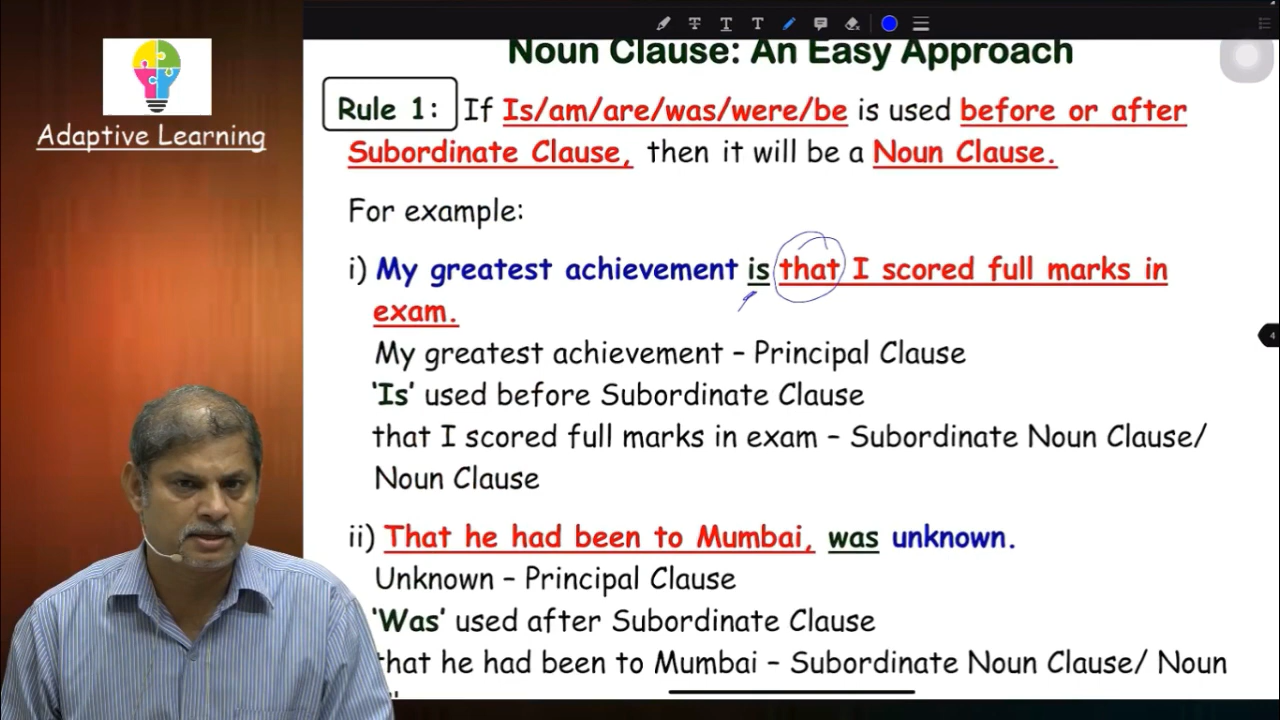 Adaptive Learning
Noun Clause: An Easy Approach
Rule 1: If Is/am/are/was/were/be is used before or after
Subordinate Clause, then it will be a Noun Clause.
For example:
i) My greatest achievement is that I scored full marks in
exam.
My greatest achievement – Principal Clause
‘Is’ used before Subordinate Clause
that I scored full marks in exam – Subordinate Noun Clause/
Noun Clause
ii) That he had been to Mumbai, was unknown.
Unknown – Principal Clause
‘Was’ used after Subordinate Clause
that he had been to Mumbai – Subordinate Noun Clause/ Noun
4